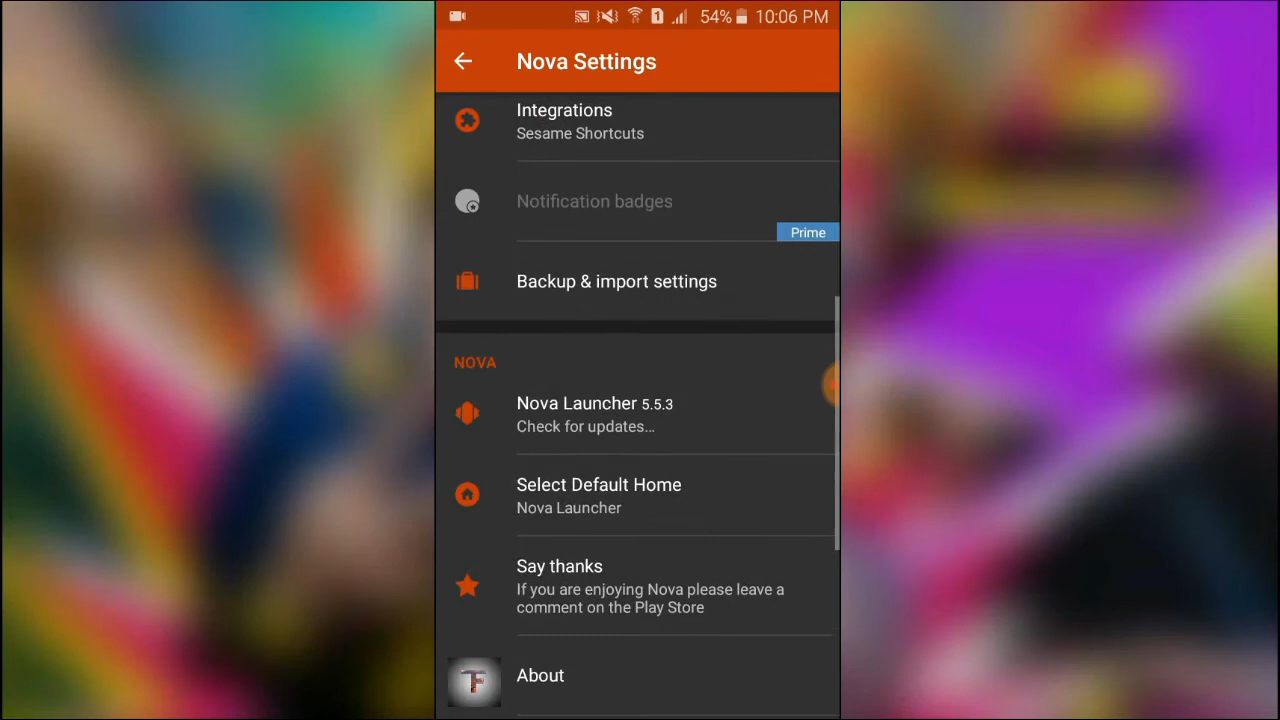 1 54% 10:06 PM
Nova Settings
Integrations
Sesame Shortcuts
Notification badges
Prime
Backup & import settings
NOVA
Nova Launcher 5.5.3
Check for updates...
Select Default Home
Nova Launcher
Say thanks
If you are enjoying Nova please leave a
comment on the Play Store
TF
About